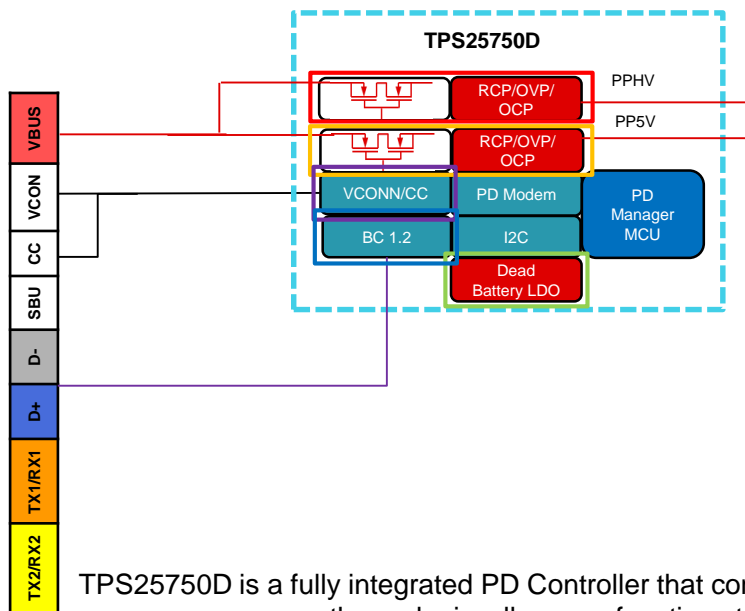 TPS25750D
RCP/OVP/
OCP
PPHV
RCP/OVP/
OCP
PP5V
VCONN/CC
PD Modem
PD
Manager
MCU
BC 1.2
I2C
Dead
Battery LDO
VBUS
VCON
CC
SBU
D-
D+
TX1/RX1
TX2/RX2
TPS25750D is a fully integrated PD Controller that